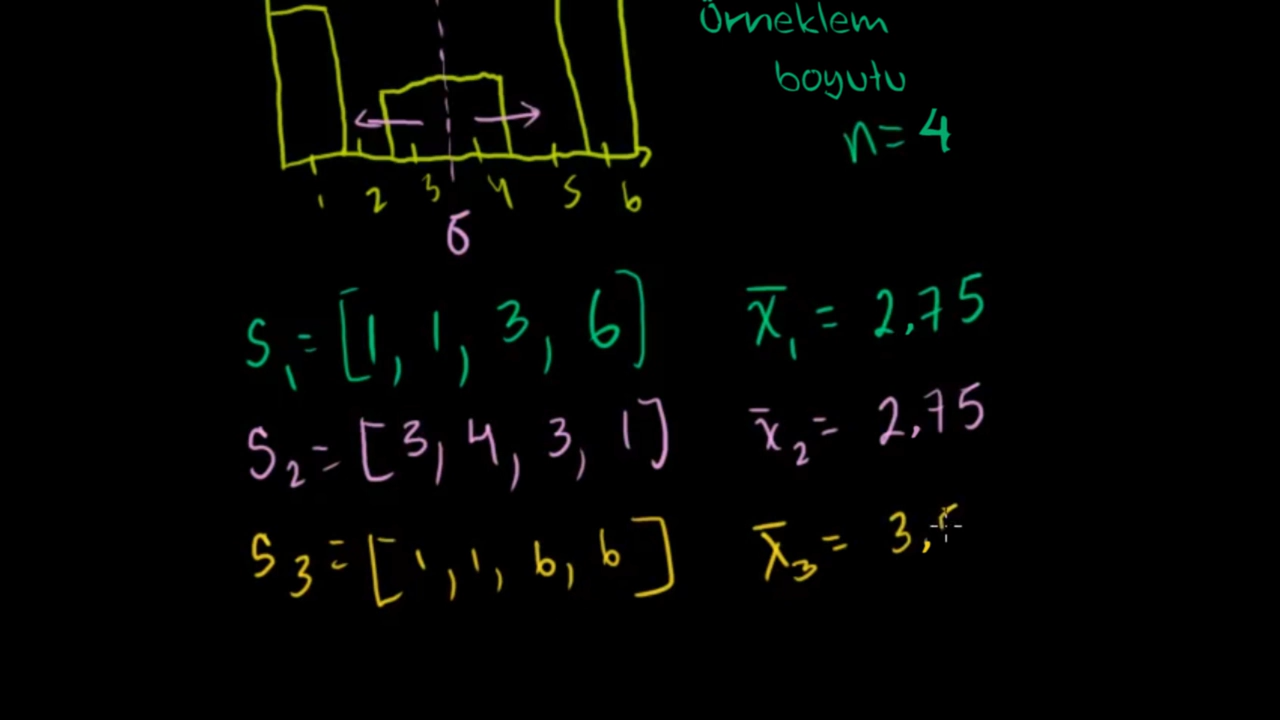 Örneklem
boyutu
n=4
1 2 3 4 5 6
σ
S₁=[1, 1, 3, 6] x̄₁ = 2,75
S₂=[3, 4, 3, 1] x̄₂= 2,75
S₃=[1, 1, 6, 6] x̄₃= 3,5